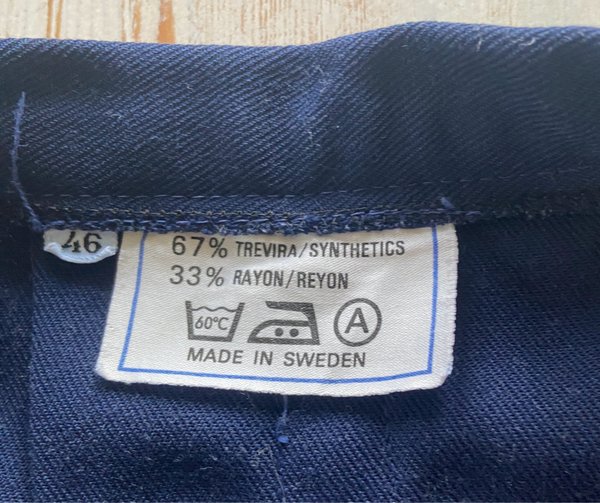 46
67% TREVIRA/SYNTHETICS
33% RAYON/REYON
60°C
A
MADE IN SWEDEN